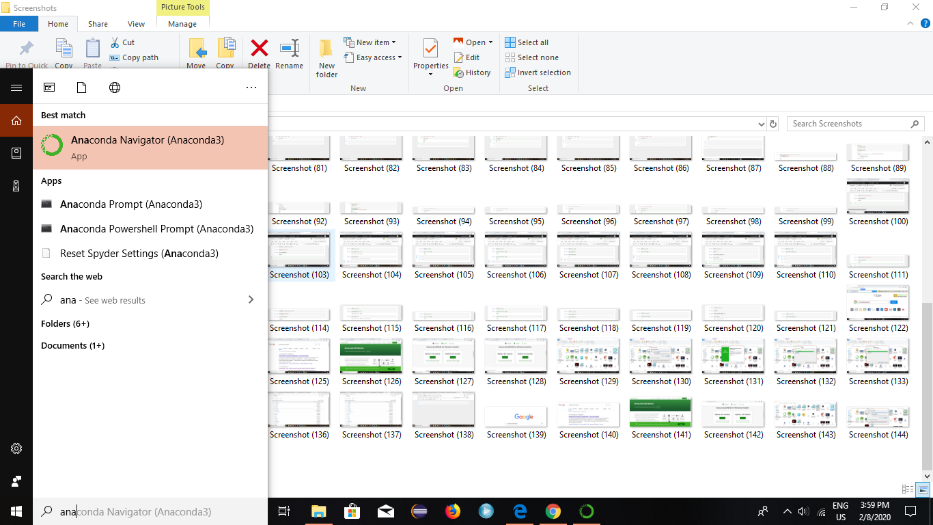 Screenshots
Picture Tools
File
Home
Share
View
Manage
Pin to Quick
Copy
Paste
Cut
Copy path
Move
Copy
Delete
Rename
New
folder
New item
Easy access
New
Properties
Open
Edit
History
Open
Select all
Select none
Invert selection
Select
Search Screenshots
Best match
Anaconda Navigator (Anaconda3)
App
Apps
Anaconda Prompt (Anaconda3)
Anaconda Powershell Prompt (Anaconda3)
Reset Spyder Settings (Anaconda3)
Search the web
ana - See web results
Folders (6+)
Documents (1+)
Screenshot (81) Screenshot (82) Screenshot (83) Screenshot (84) Screenshot (85) Screenshot (86) Screenshot (87) Screenshot (88) Screenshot (89)
Screenshot (92) Screenshot (93) Screenshot (94) Screenshot (95) Screenshot (96) Screenshot (97) Screenshot (98) Screenshot (99) Screenshot (100)
Screenshot (103) Screenshot (104) Screenshot (105) Screenshot (106) Screenshot (107) Screenshot (108) Screenshot (109) Screenshot (110) Screenshot (111)
Screenshot (114) Screenshot (115) Screenshot (116) Screenshot (117) Screenshot (118) Screenshot (119) Screenshot (120) Screenshot (121) Screenshot (122)
Screenshot (125) Screenshot (126) Screenshot (127) Screenshot (128) Screenshot (129) Screenshot (130) Screenshot (131) Screenshot (132) Screenshot (133)
Google
Screenshot (136) Screenshot (137) Screenshot (138) Screenshot (139) Screenshot (140) Screenshot (141) Screenshot (142) Screenshot (143) Screenshot (144)
anaconda Navigator (Anaconda3)
ENG
US
3:59 PM
2/8/2020